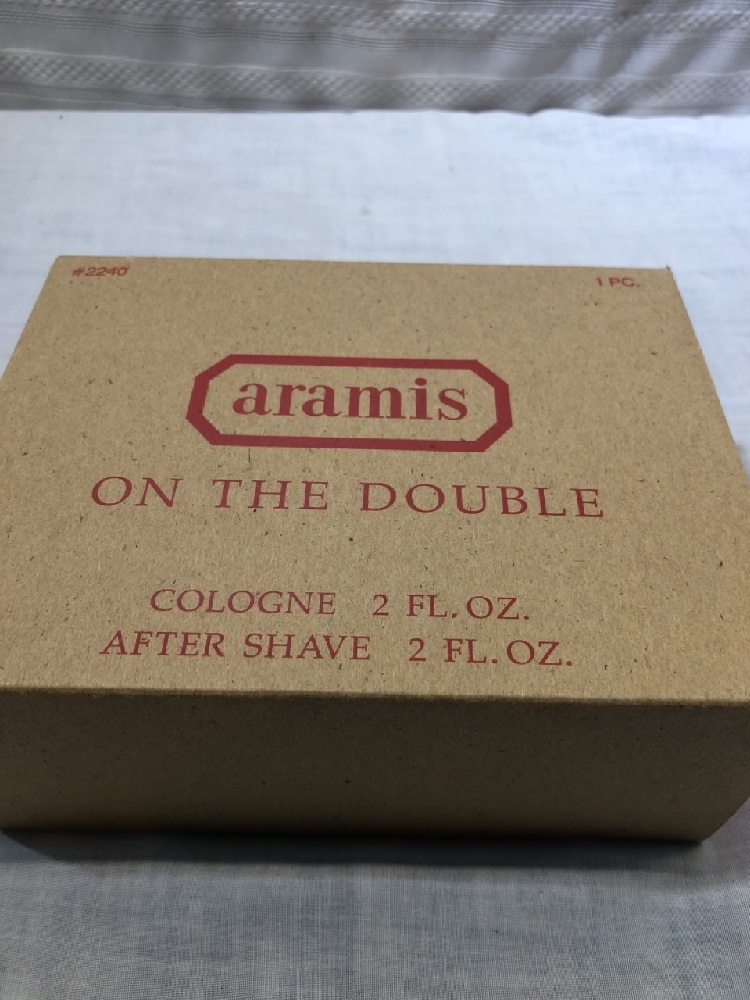 #2240 1 PC.
aramis
ON THE DOUBLE
COLOGNE 2 FL. OZ.
AFTER SHAVE 2 FL. OZ.